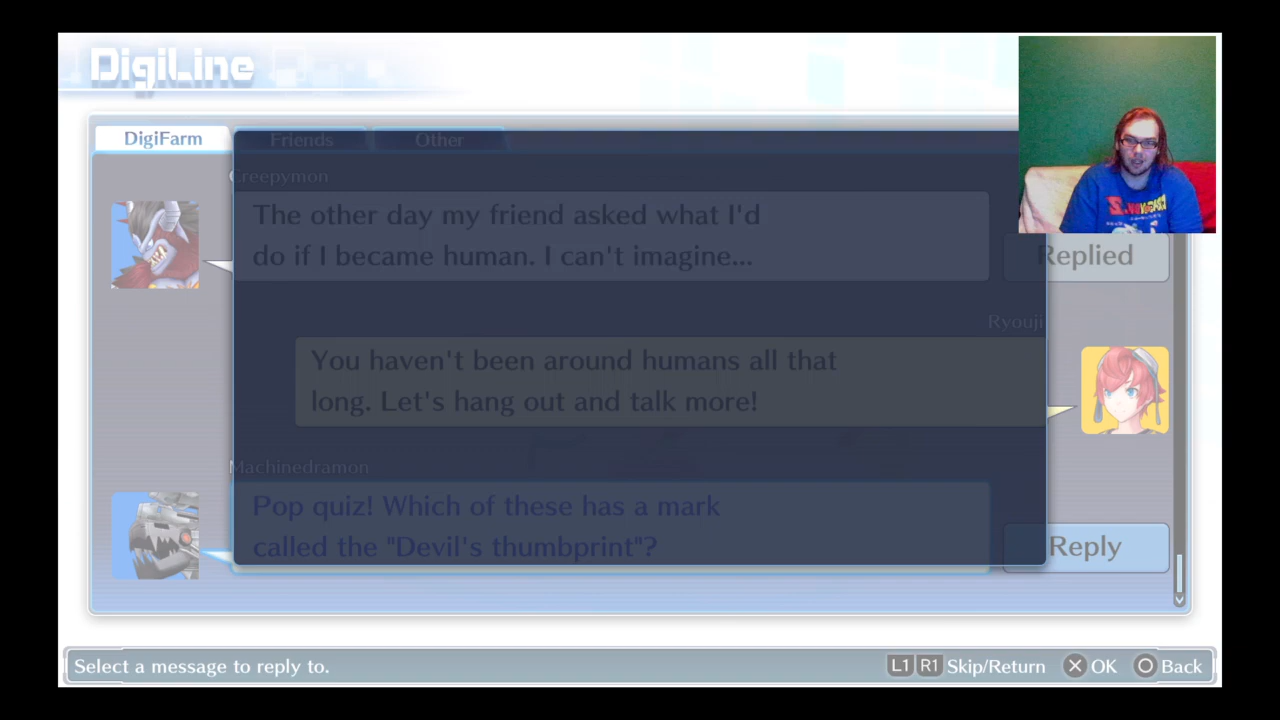 DigiLine
DigiFarm
Friends
Other
Creepymon
The other day my friend asked what I'd
do if I became human. I can't imagine...
Replied
Ryouji
You haven't been around humans all that
long. Let's hang out and talk more!
Machinedramon
Pop quiz! Which of these has a mark
called the "Devil's thumbprint"?
Reply
Select a message to reply to.
L1 R1 Skip/Return OK Back